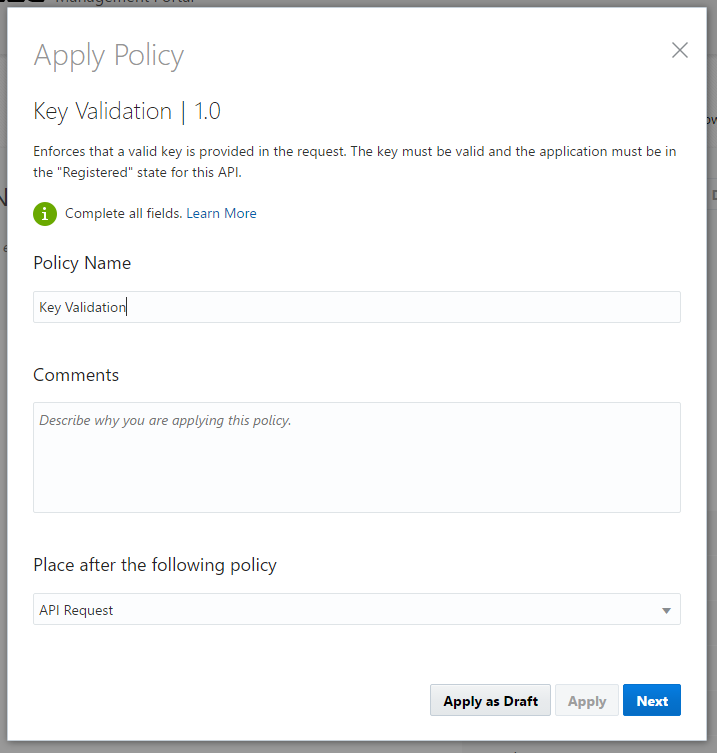 Management Portal
Apply Policy
Key Validation | 1.0
Enforces that a valid key is provided in the request. The key must be valid and the application must be in
the "Registered" state for this API.
Complete all fields. Learn More
Policy Name
Key Validation
Comments
Describe why you are applying this policy.
Place after the following policy
API Request
Apply as Draft
Apply
Next